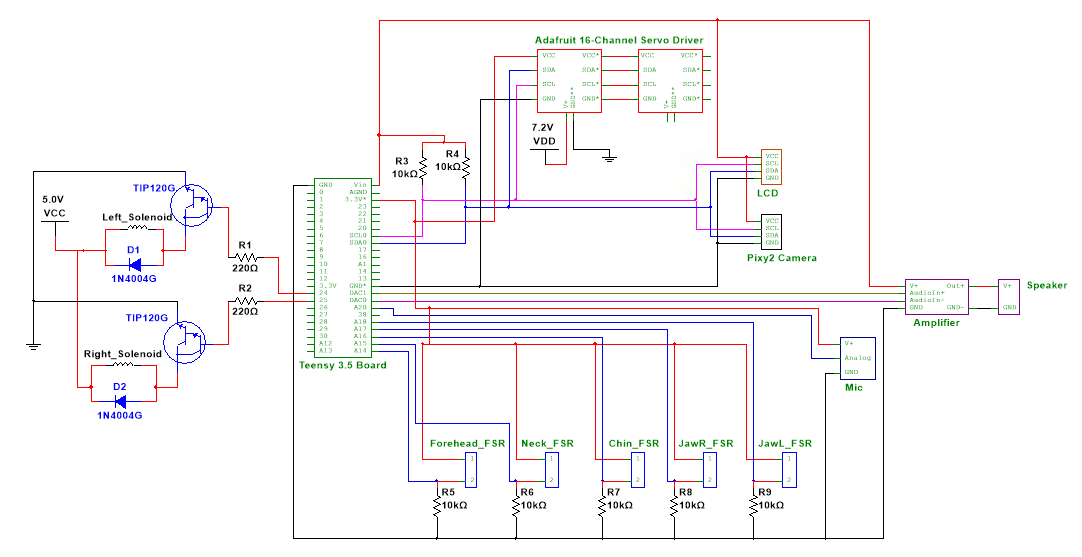 Adafruit 16-Channel Servo Driver
VCC VCC*
SDA SDA*
SCL SCL*
GND GND*
V+ GND**
VCC VCC*
SDA SDA*
SCL SCL*
GND GND*
V+ GND**
7.2V
VDD
R3
10kΩ
R4
10kΩ
VCC
SCL
SDA
GND
LCD
VCC
SCL
SDA
GND
Pixy2 Camera
5.0V
VCC
TIP120G
Left_Solenoid
D1
1N4004G
R1
220Ω
R2
220Ω
TIP120G
Right_Solenoid
D2
1N4004G
GND Vin
0 AGND
1 3.3V*
2 23
3 22
4 21
5 20
6 SCL0
7 SDA0
8 17
9 16
10 A1
11 14
12 13
3.3V GND*
24 DAC1
25 DAC0
26 A20
27 38
28 A18
29 A17
30 A16
A12 A15
A13 A14
Teensy 3.5 Board
V+ Out+
AudioIn+
AudioIn-
GND GND-
Amplifier
V+
GND
Speaker
V+
Analog
GND
Mic
Forehead_FSR
1
2
R5
10kΩ
Neck_FSR
1
2
R6
10kΩ
Chin_FSR
1
2
R7
10kΩ
JawR_FSR
1
2
R8
10kΩ
JawL_FSR
1
2
R9
10kΩ